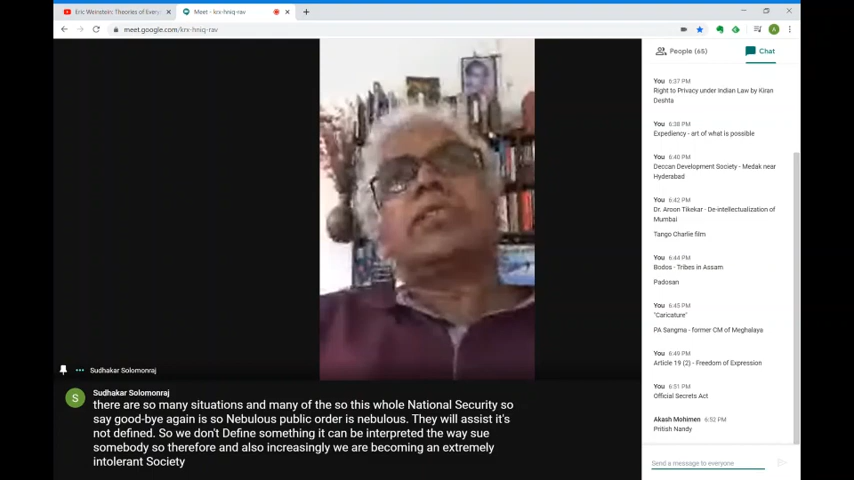 Eric Weinstein: Theories of Every
Meet - krv-hniq-rav
meet.google.com/krv-hniq-rav
People (65)
Chat
You 6:37 PM
Right to Privacy under Indian Law by Kiran
Deshta
You 6:38 PM
Expediency - art of what is possible
You 6:40 PM
Deccan Development Society - Medak near
Hyderabad
You 6:42 PM
Dr. Aroon Tikekar - De-intellectualization of
Mumbai
Tango Charlie film
You 6:44 PM
Bodos - Tribes in Assam
Padosan
You 6:45 PM
"Caricature"
PA Sangma - former CM of Meghalaya
You 6:49 PM
Article 19 (2) - Freedom of Expression
You 6:51 PM
Official Secrets Act
Akash Mohimen 6:52 PM
Pritish Nandy
Send a message to everyone
Sudhakar Solomonraj
S
Sudhakar Solomonraj
there are so many situations and many of the so this whole National Security so
say good-bye again is so Nebulous public order is nebulous. They will assist it's
not defined. So we don't Define something it can be interpreted the way sue
somebody so therefore and also increasingly we are becoming an extremely
intolerant Society